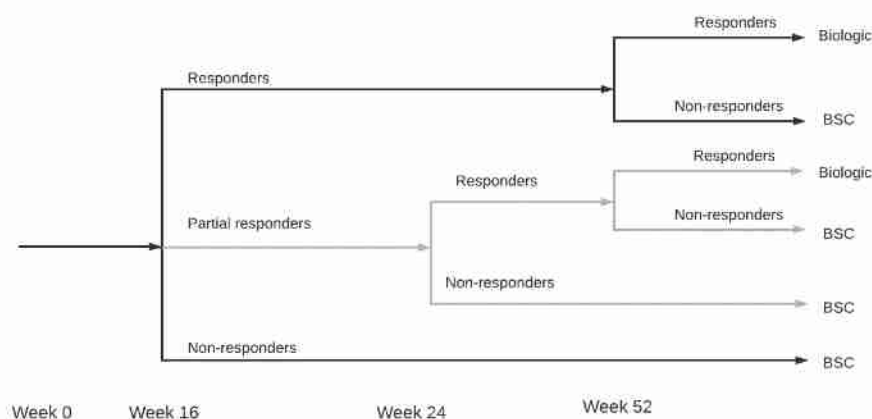 Responders
Biologic
Responders
Non-responders
BSC
Responders
Biologic
Responders
Partial responders
Non-responders
BSC
Non-responders
BSC
Non-responders
BSC
Week 0
Week 16
Week 24
Week 52